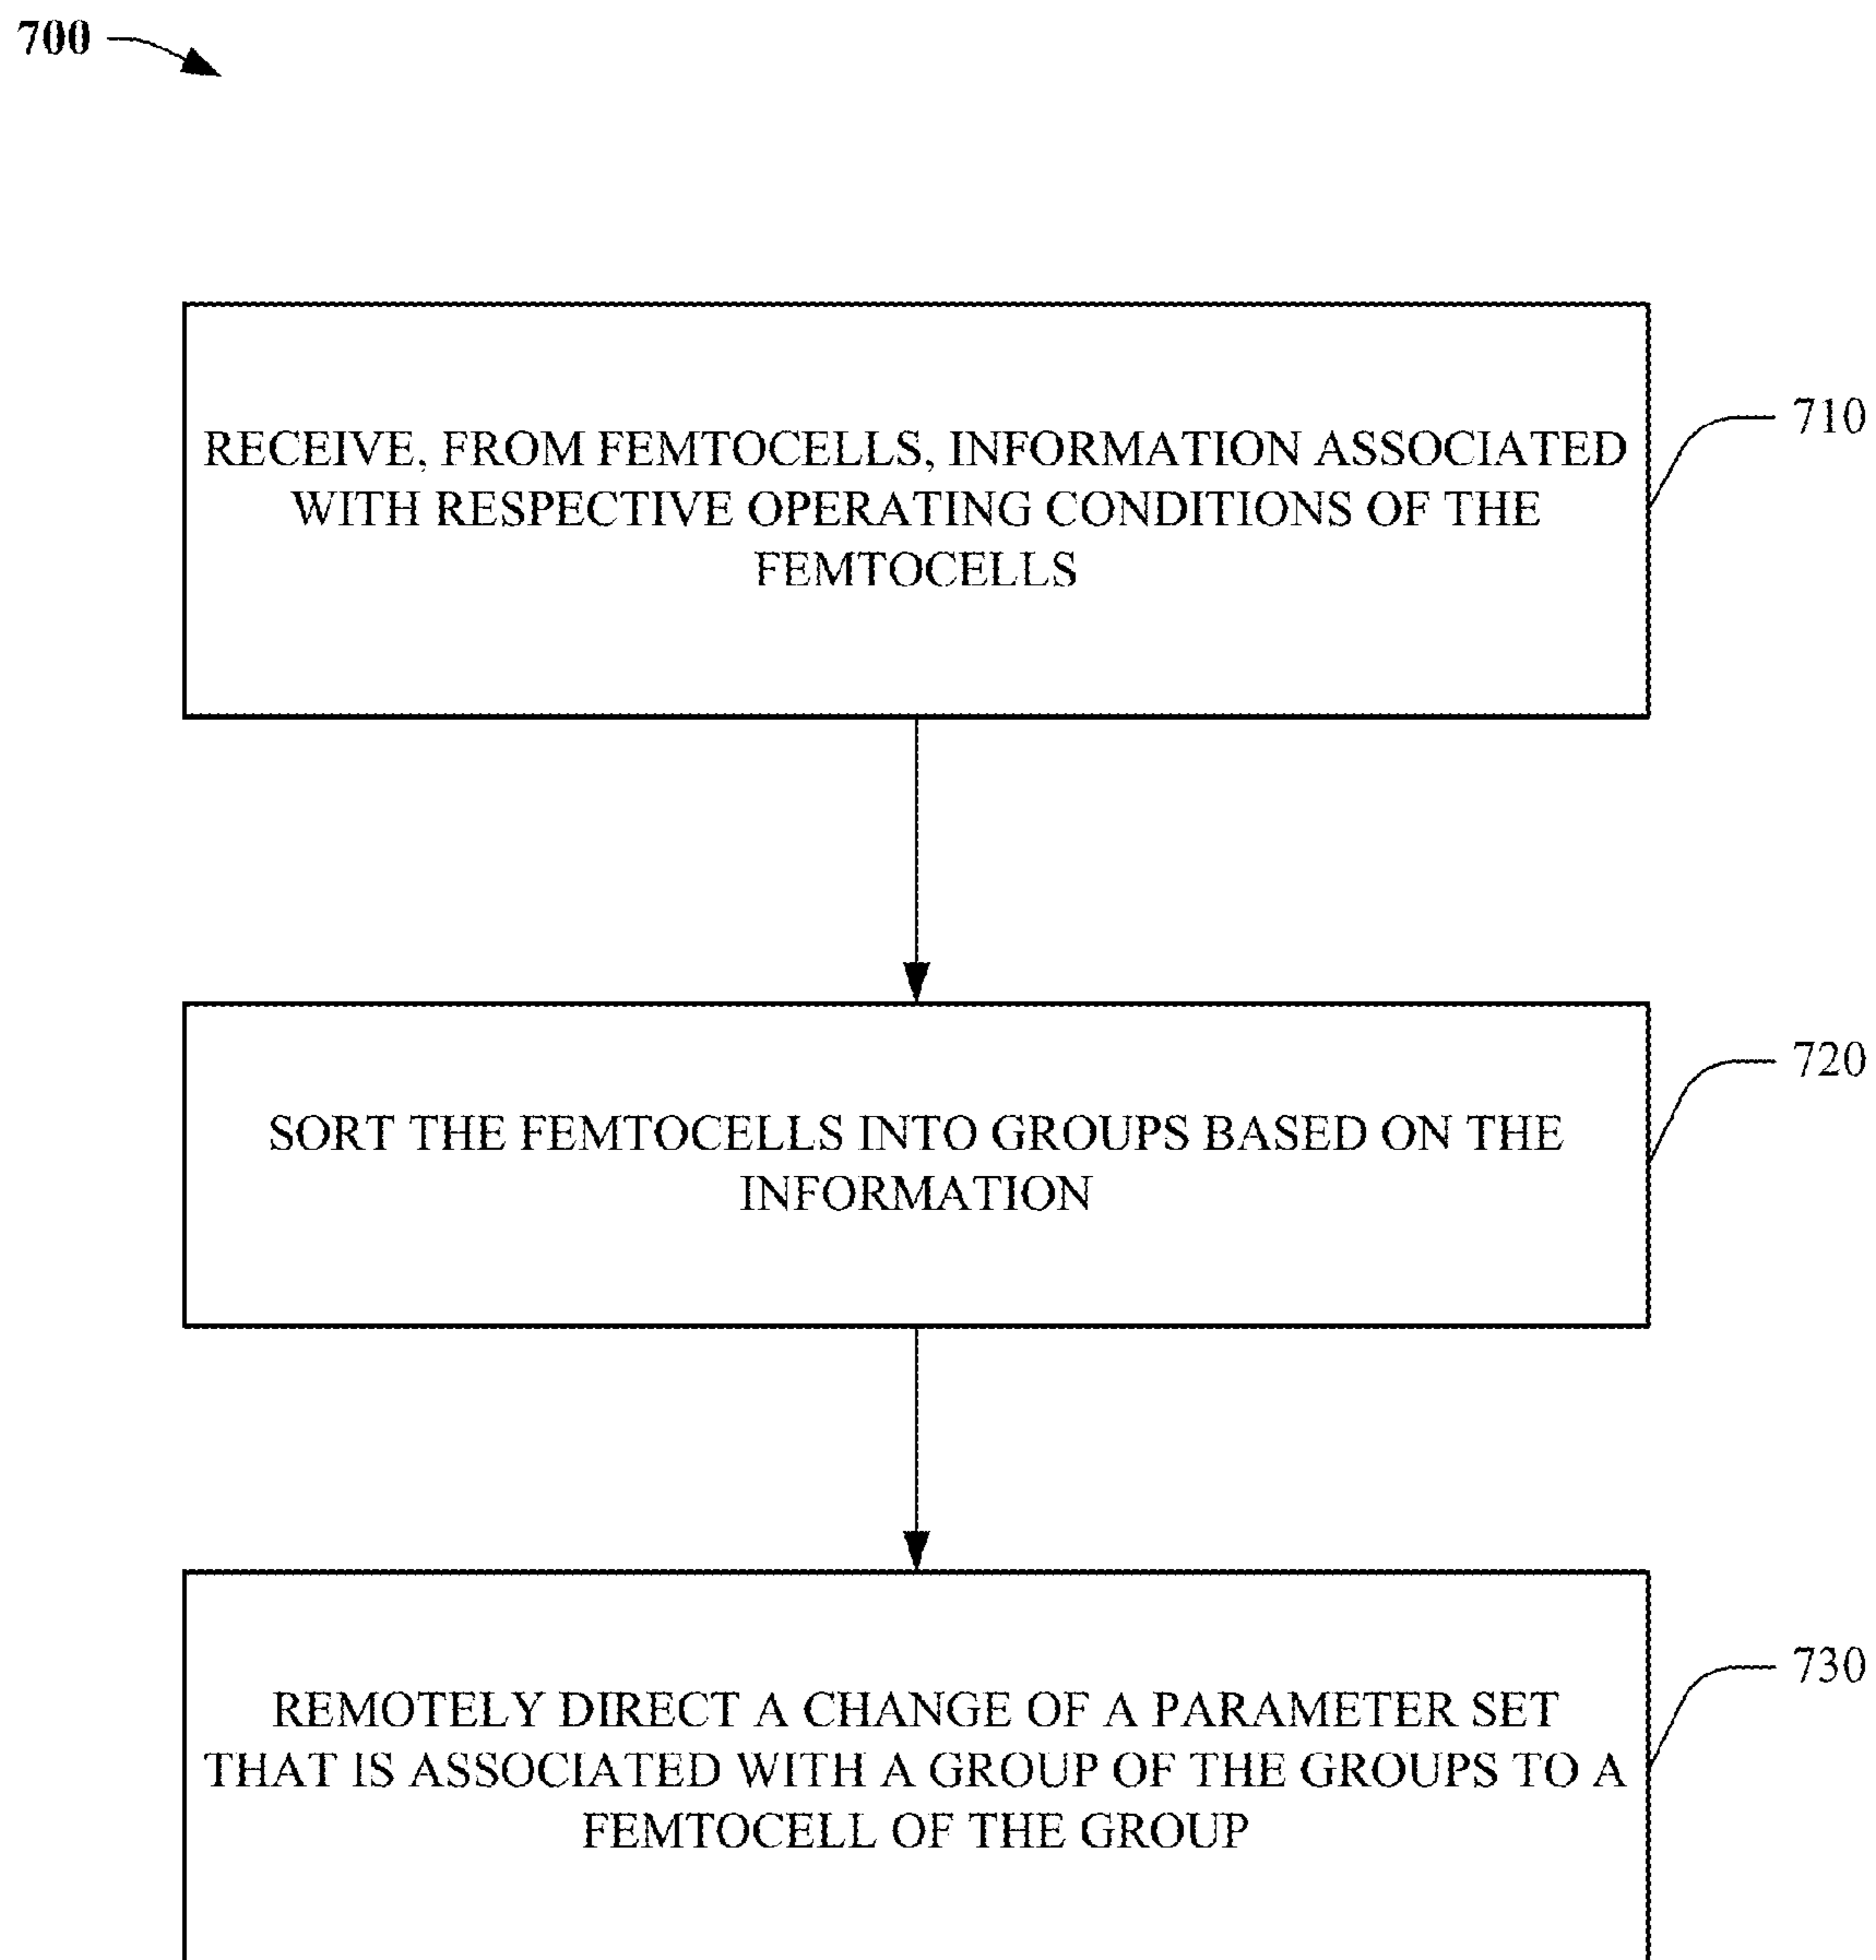 700
RECEIVE, FROM FEMTOCELLS, INFORMATION ASSOCIATED
WITH RESPECTIVE OPERATING CONDITIONS OF THE
FEMTOCELLS
710
SORT THE FEMTOCELLS INTO GROUPS BASED ON THE
INFORMATION
720
REMOTELY DIRECT A CHANGE OF A PARAMETER SET
THAT IS ASSOCIATED WITH A GROUP OF THE GROUPS TO A
FEMTOCELL OF THE GROUP
730